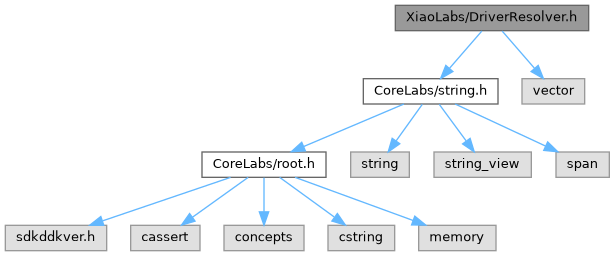 XiaoLabs/DriverResolver.h
CoreLabs/string.h
vector
CoreLabs/root.h
string
string_view
span
sdkddkver.h
cassert
concepts
cstring
memory